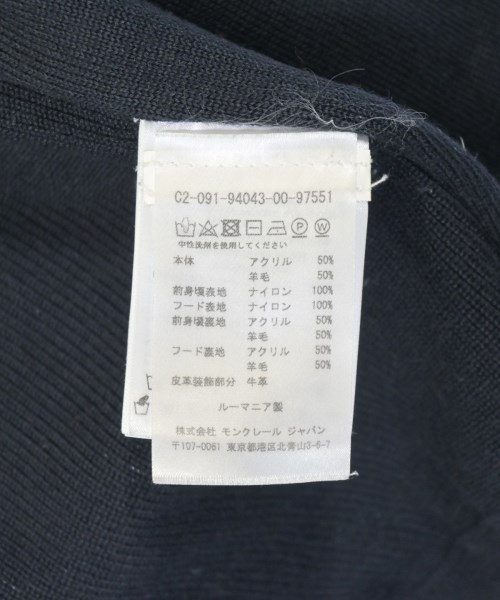 C2-091-94043-00-97551
中性洗剤を使用してください
本体 アクリル 50%
羊毛 50%
前身頃表地 ナイロン 100%
フード表地 ナイロン 100%
前身頃裏地 アクリル 50%
羊毛 50%
フード裏地 アクリル 50%
羊毛 50%
皮革装飾部分 牛革
ルーマニア製
株式会社 モンクレール ジャパン
〒107-0061 東京都港区北青山3-6-7